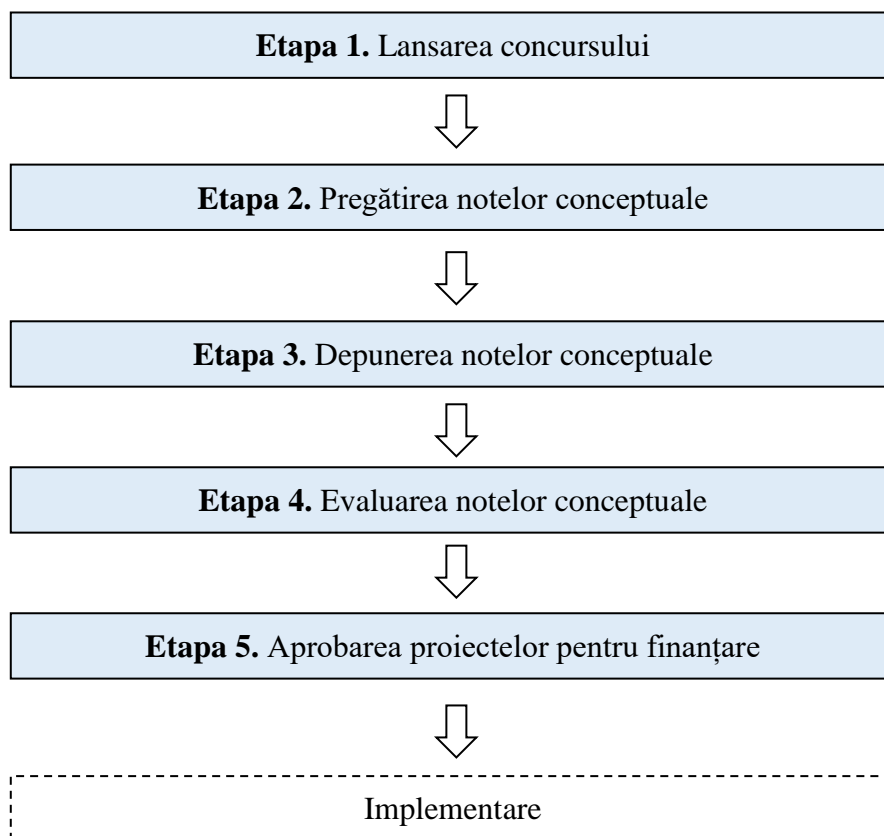 Etapa 1. Lansarea concursului
Etapa 2. Pregătirea notelor conceptuale
Etapa 3. Depunerea notelor conceptuale
Etapa 4. Evaluarea notelor conceptuale
Etapa 5. Aprobarea proiectelor pentru finanțare
Implementare